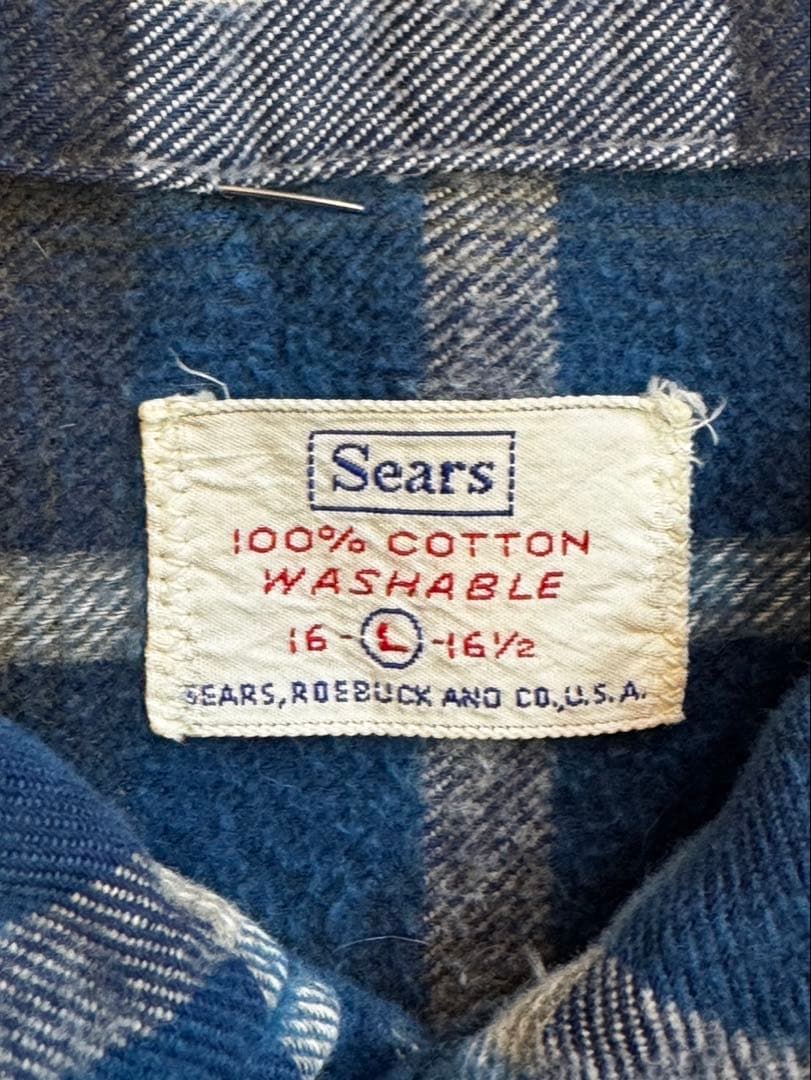 Sears
100% COTTON
WASHABLE
16-L-16½
SEARS, ROEBUCK AND CO., U.S.A.